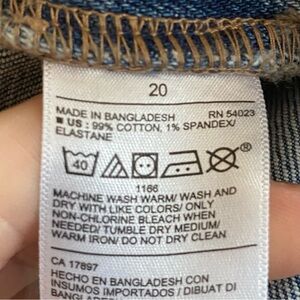 20
MADE IN BANGLADESH RN 54023
■ US : 99% COTTON, 1% SPANDEX/
ELASTANE
40
1166
MACHINE WASH WARM/ WASH AND
DRY WITH LIKE COLORS/ ONLY
NON-CHLORINE BLEACH WHEN
NEEDED/ TUMBLE DRY MEDIUM/
WARM IRON/ DO NOT DRY CLEAN
CA 17897
HECHO EN BANGLADESH CON
INSUMOS IMPORTADOS / DIBUAT DI